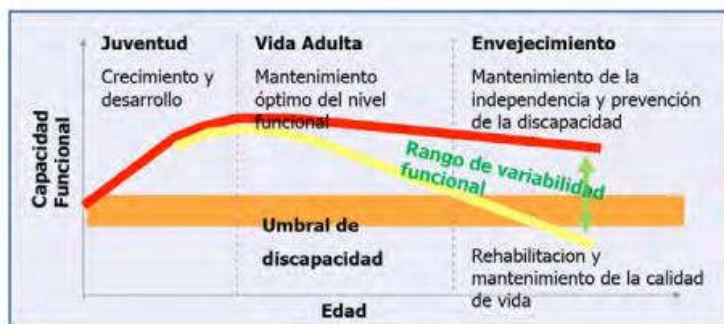 Juventud
Crecimiento y
desarrollo
Vida Adulta
Mantenimiento
óptimo del nivel
funcional
Envejecimiento
Mantenimiento de la
independencia y prevención
de la discapacidad
Capacidad
Funcional
Rango de variabilidad
funcional
Umbral de
discapacidad
Rehabilitacion y
mantenimiento de la calidad
de vida
Edad